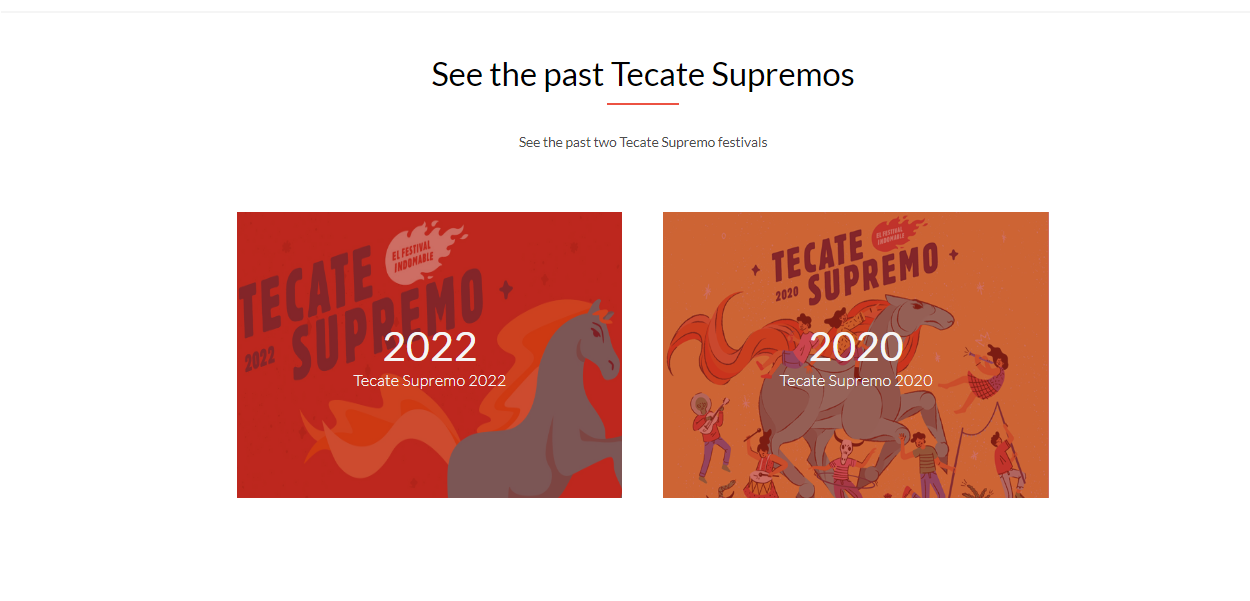 See the past Tecate Supremos
See the past two Tecate Supremo festivals
EL FESTIVAL
INDOMABLE
TECATE
SUPREMO
2022
2022
Tecate Supremo 2022
EL FESTIVAL
INDOMABLE
TECATE
SUPREMO
2020
2020
Tecate Supremo 2020